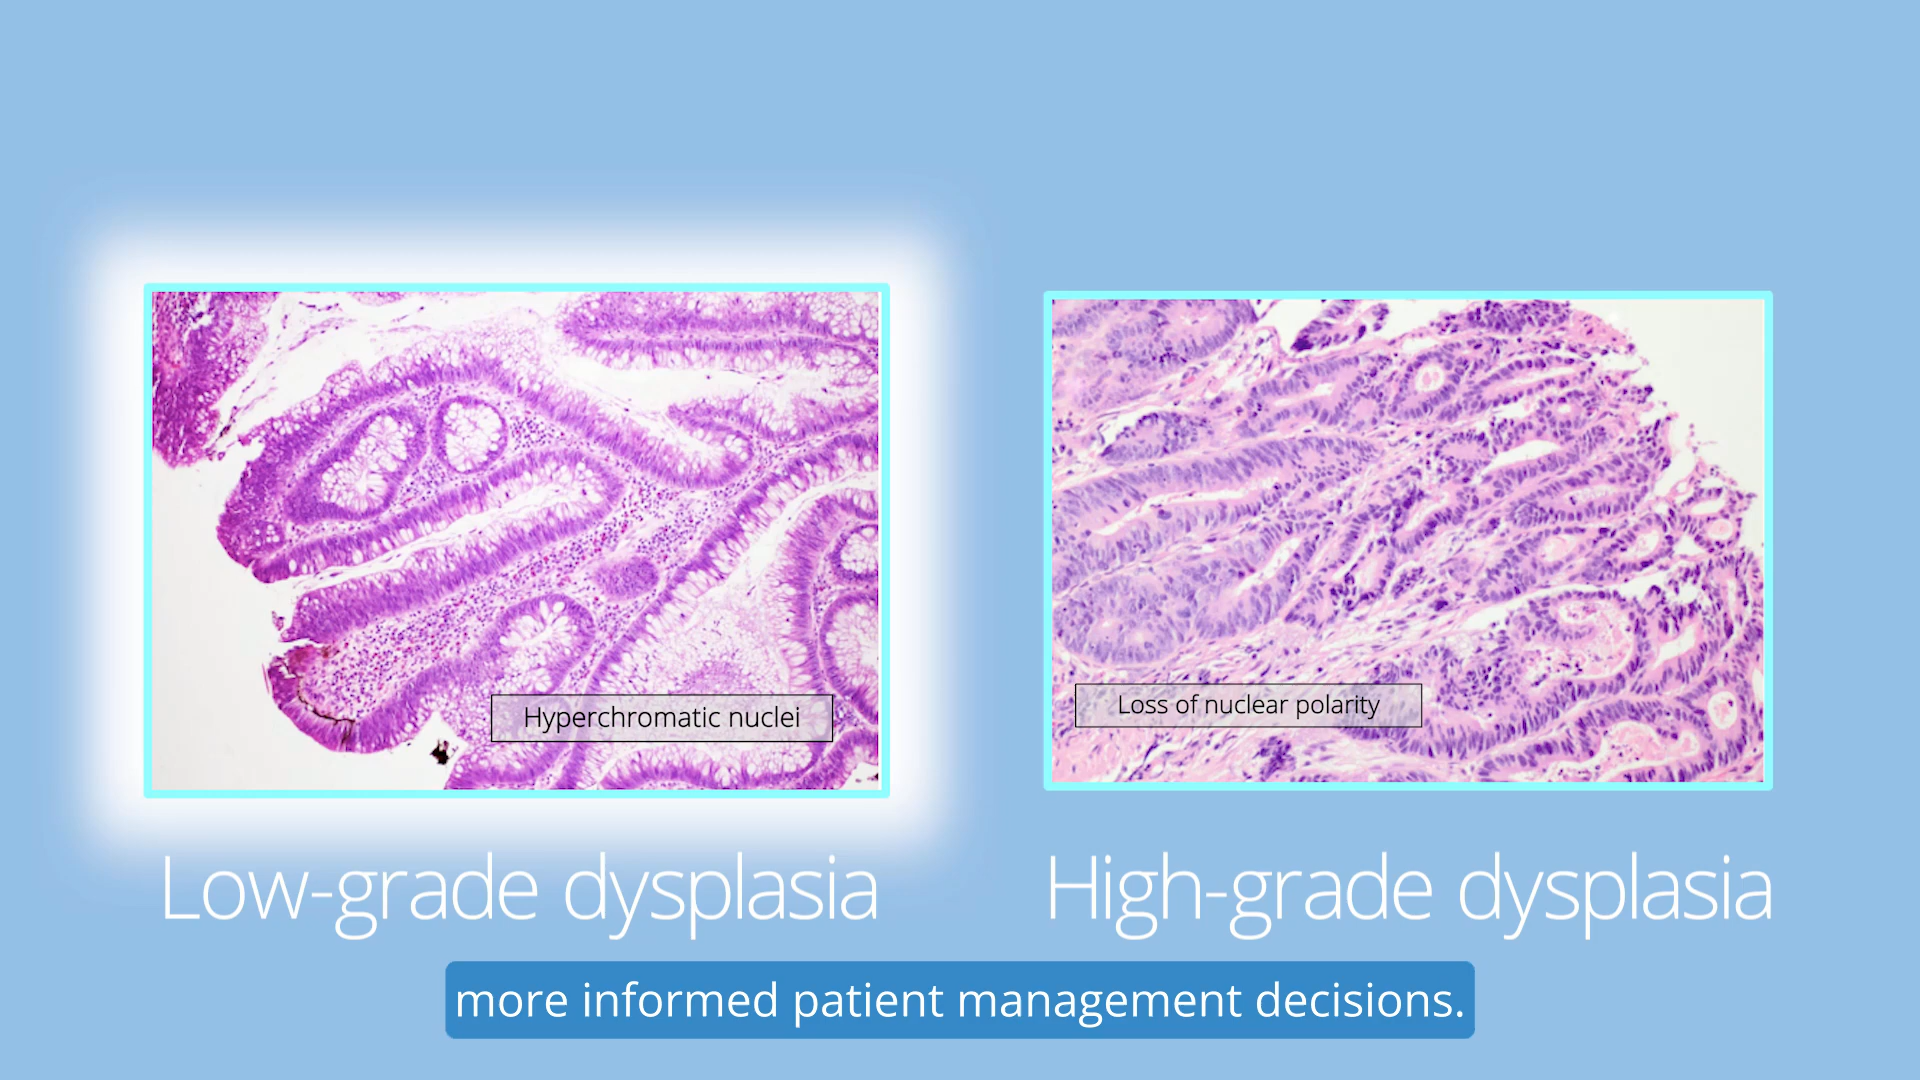 Hyperchromatic nuclei
Loss of nuclear polarity
Low-grade dysplasia
High-grade dysplasia
more informed patient management decisions.